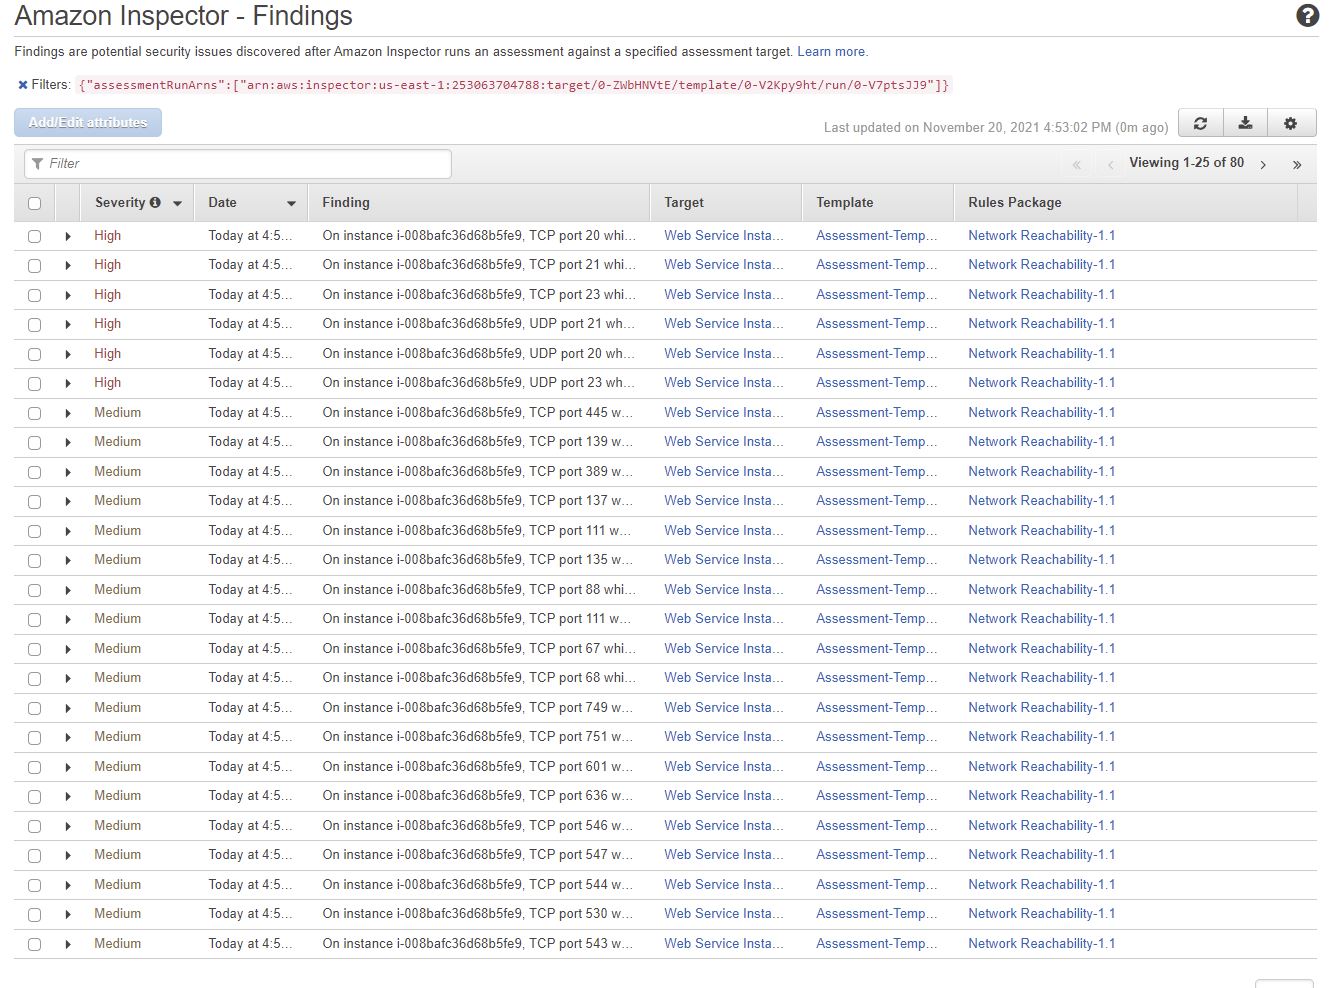 Amazon Inspector - Findings
Findings are potential security issues discovered after Amazon Inspector runs an assessment against a specified assessment target. Learn more.
Filters: {"assessmentRunArns":["arn:aws:inspector:us-east-1:253063704788:target/0-ZWbHNVtE/template/0-V2Kpy9ht/run/0-V7ptsJJ9"]}
Add/Edit attributes Last updated on November 20, 2021 4:53:02 PM (0m ago)
Filter « ‹ Viewing 1-25 of 80 › »
Severity Date Finding Target Template Rules Package
High Today at 4:5... On instance i-008bafc36d68b5fe9, TCP port 20 whi... Web Service Insta... Assessment-Temp... Network Reachability-1.1
High Today at 4:5... On instance i-008bafc36d68b5fe9, TCP port 21 whi... Web Service Insta... Assessment-Temp... Network Reachability-1.1
High Today at 4:5... On instance i-008bafc36d68b5fe9, TCP port 23 whi... Web Service Insta... Assessment-Temp... Network Reachability-1.1
High Today at 4:5... On instance i-008bafc36d68b5fe9, UDP port 21 wh... Web Service Insta... Assessment-Temp... Network Reachability-1.1
High Today at 4:5... On instance i-008bafc36d68b5fe9, UDP port 20 wh... Web Service Insta... Assessment-Temp... Network Reachability-1.1
High Today at 4:5... On instance i-008bafc36d68b5fe9, UDP port 23 wh... Web Service Insta... Assessment-Temp... Network Reachability-1.1
Medium Today at 4:5... On instance i-008bafc36d68b5fe9, TCP port 445 w... Web Service Insta... Assessment-Temp... Network Reachability-1.1
Medium Today at 4:5... On instance i-008bafc36d68b5fe9, TCP port 139 w... Web Service Insta... Assessment-Temp... Network Reachability-1.1
Medium Today at 4:5... On instance i-008bafc36d68b5fe9, TCP port 389 w... Web Service Insta... Assessment-Temp... Network Reachability-1.1
Medium Today at 4:5... On instance i-008bafc36d68b5fe9, TCP port 137 w... Web Service Insta... Assessment-Temp... Network Reachability-1.1
Medium Today at 4:5... On instance i-008bafc36d68b5fe9, TCP port 111 w... Web Service Insta... Assessment-Temp... Network Reachability-1.1
Medium Today at 4:5... On instance i-008bafc36d68b5fe9, TCP port 135 w... Web Service Insta... Assessment-Temp... Network Reachability-1.1
Medium Today at 4:5... On instance i-008bafc36d68b5fe9, TCP port 88 whi... Web Service Insta... Assessment-Temp... Network Reachability-1.1
Medium Today at 4:5... On instance i-008bafc36d68b5fe9, TCP port 111 w... Web Service Insta... Assessment-Temp... Network Reachability-1.1
Medium Today at 4:5... On instance i-008bafc36d68b5fe9, TCP port 67 whi... Web Service Insta... Assessment-Temp... Network Reachability-1.1
Medium Today at 4:5... On instance i-008bafc36d68b5fe9, TCP port 68 whi... Web Service Insta... Assessment-Temp... Network Reachability-1.1
Medium Today at 4:5... On instance i-008bafc36d68b5fe9, TCP port 749 w... Web Service Insta... Assessment-Temp... Network Reachability-1.1
Medium Today at 4:5... On instance i-008bafc36d68b5fe9, TCP port 751 w... Web Service Insta... Assessment-Temp... Network Reachability-1.1
Medium Today at 4:5... On instance i-008bafc36d68b5fe9, TCP port 601 w... Web Service Insta... Assessment-Temp... Network Reachability-1.1
Medium Today at 4:5... On instance i-008bafc36d68b5fe9, TCP port 636 w... Web Service Insta... Assessment-Temp... Network Reachability-1.1
Medium Today at 4:5... On instance i-008bafc36d68b5fe9, TCP port 546 w... Web Service Insta... Assessment-Temp... Network Reachability-1.1
Medium Today at 4:5... On instance i-008bafc36d68b5fe9, TCP port 547 w... Web Service Insta... Assessment-Temp... Network Reachability-1.1
Medium Today at 4:5... On instance i-008bafc36d68b5fe9, TCP port 544 w... Web Service Insta... Assessment-Temp... Network Reachability-1.1
Medium Today at 4:5... On instance i-008bafc36d68b5fe9, TCP port 530 w... Web Service Insta... Assessment-Temp... Network Reachability-1.1
Medium Today at 4:5... On instance i-008bafc36d68b5fe9, TCP port 543 w... Web Service Insta... Assessment-Temp... Network Reachability-1.1